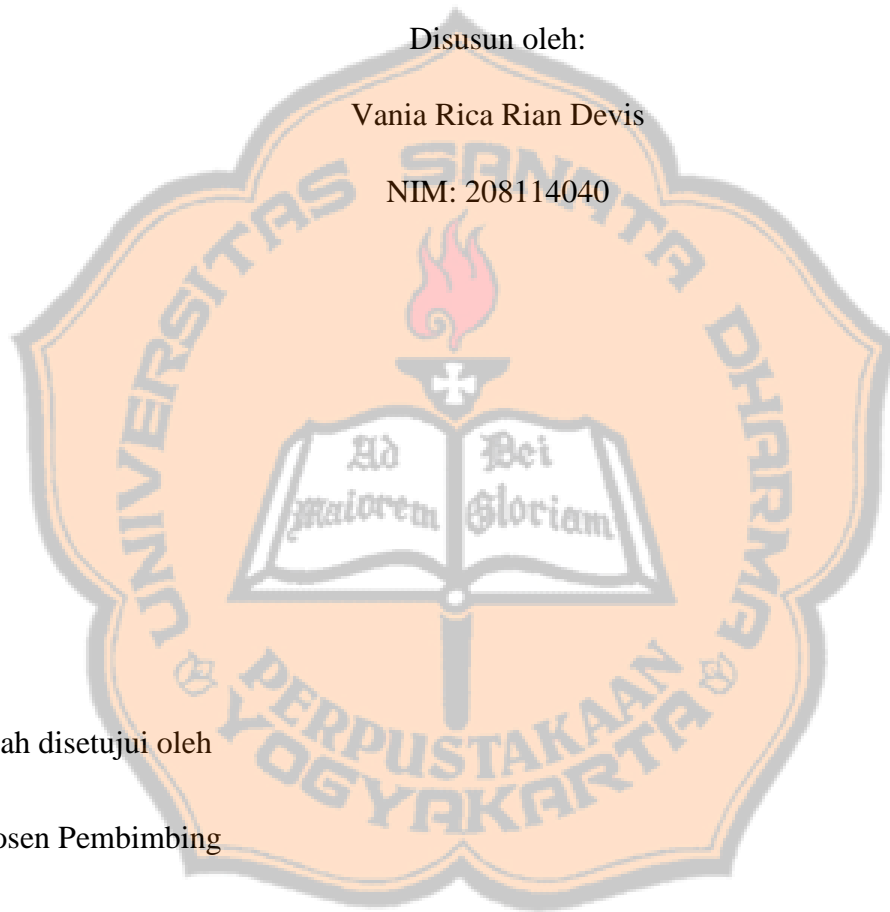 Disusun oleh:
Vania Rica Rian Devis
NIM: 208114040
UNIVERSITAS SANATA DHARMA
Ad Dei
Maiorem Gloriam
PERPUSTAKAAN
YOGYAKARTA
ah disetujui oleh
osen Pembimbing